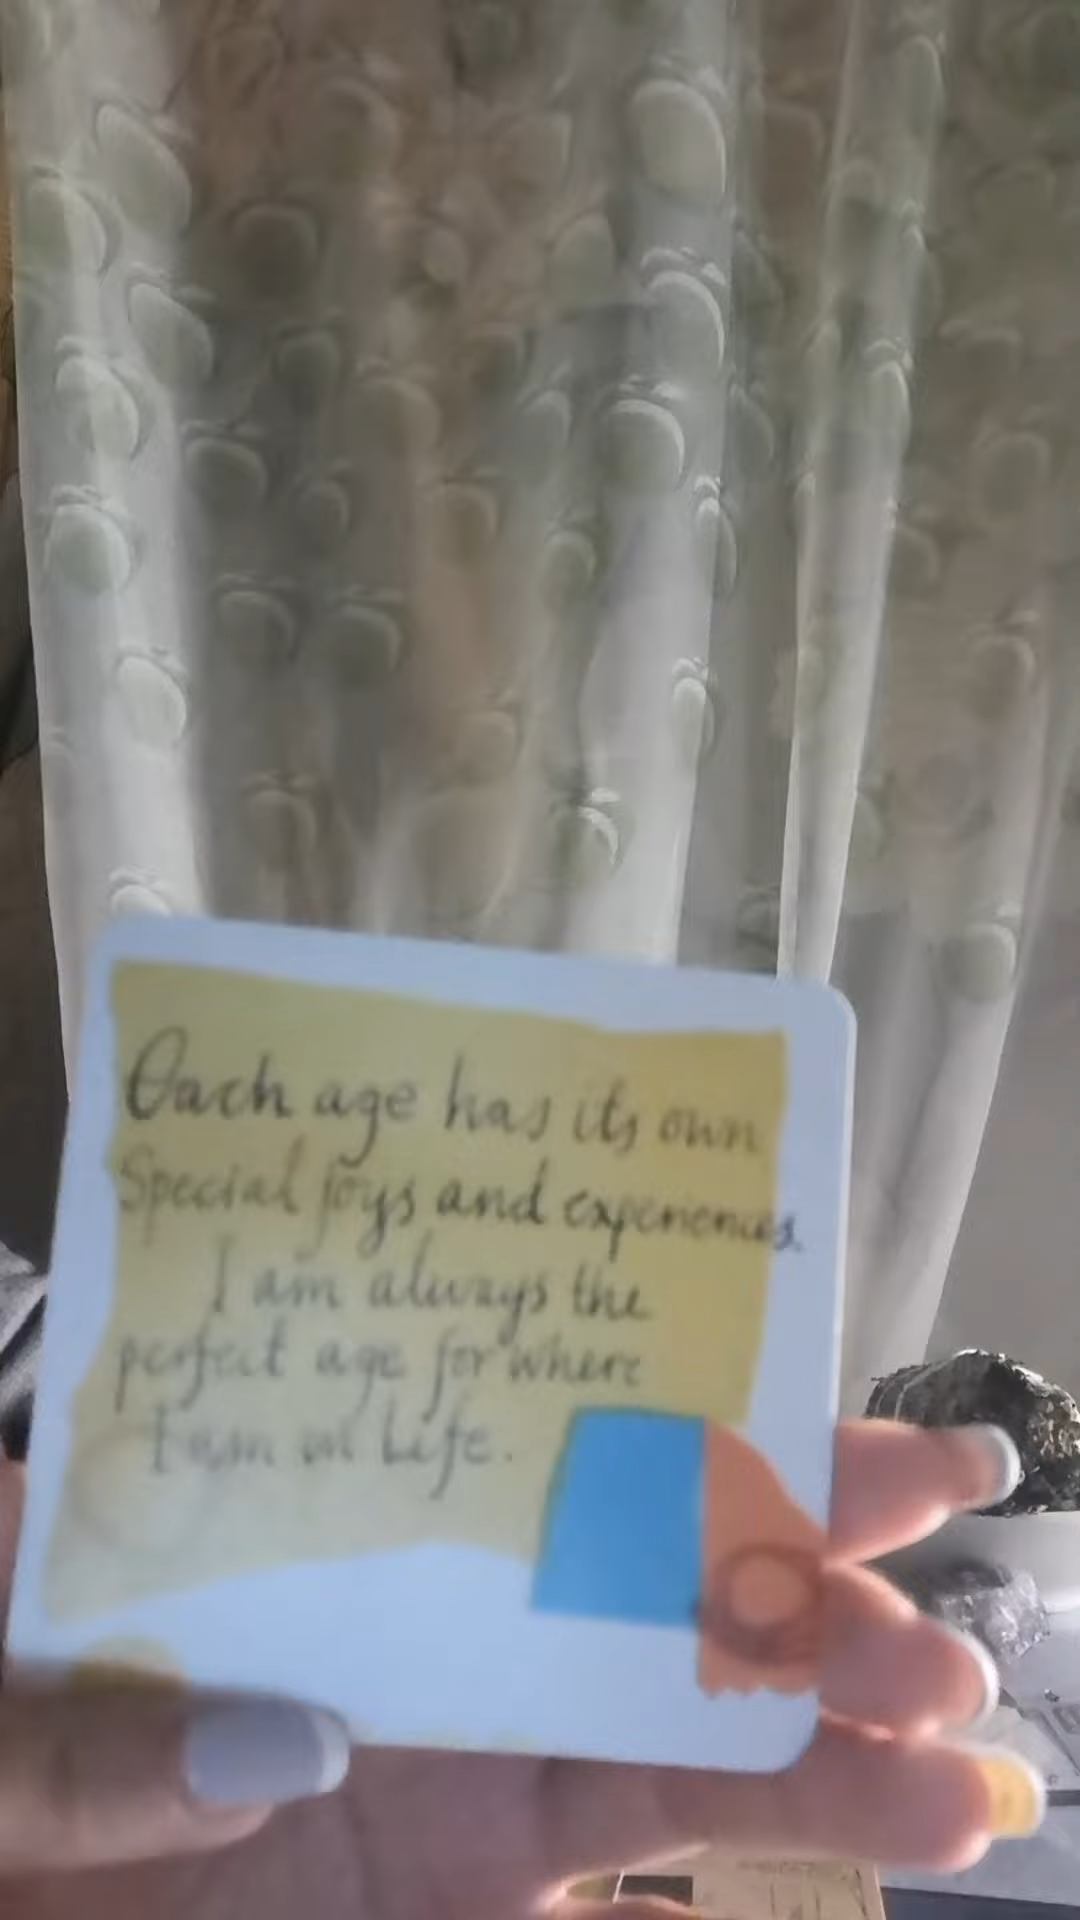 Each age has its own
Special joys and experiences.
I am always the
perfect age for where
I am in Life.